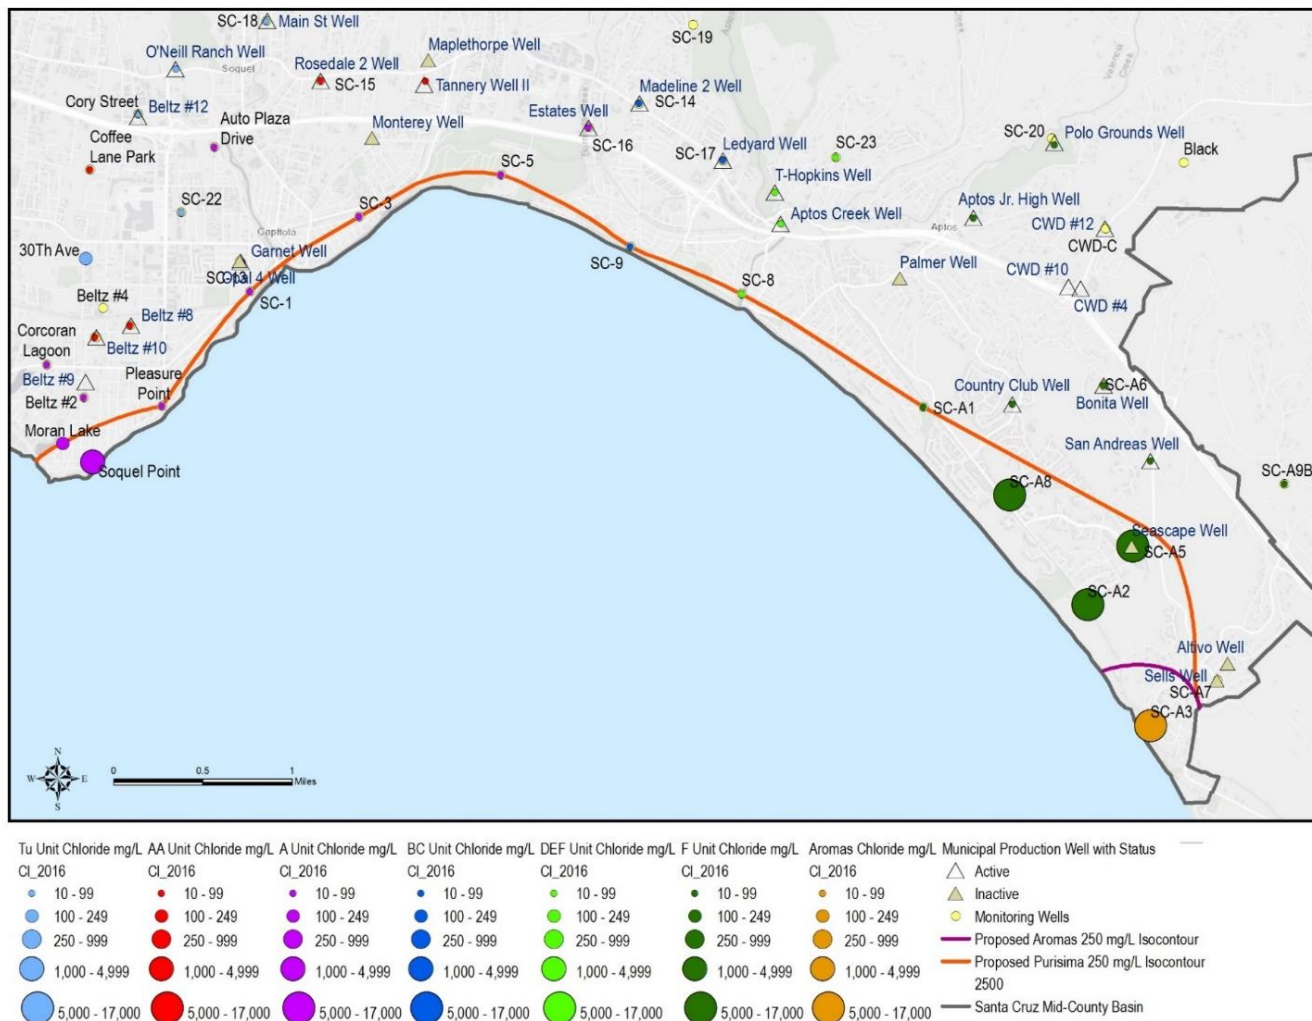 SC-18
Main St Well
SC-19
O'Neill Ranch Well
Soquel
Rosedale 2 Well
SC-15
Maplethorpe Well
Tannery Well II
Madeline 2 Well
SC-14
Valencia
Creek
Creek
Cory Street
Beltz #12
Auto Plaza
Drive
Coffee
Lane Park
Monterey Well
Estates Well
SC-16
SC-17
Ledyard Well
SC-23
SC-20
Polo Grounds Well
Black
SC-5
T-Hopkins Well
SC-22
SC-3
Capitola
Aptos Creek Well
Aptos Jr. High Well
Aptos
CWD #12
CWD-C
30Th Ave
Garnet Well
SC-13
Opal 4 Well
SC-1
SC-9
SC-8
Palmer Well
CWD #10
CWD #4
Beltz #4
Beltz #8
Beltz #10
Corcoran
Lagoon
Beltz #9
Beltz #2
Pleasure
Point
Moran Lake
Soquel Point
SC-A1
Country Club Well
SC-A6
Bonita Well
San Andreas Well
SC-A9B
SC-A8
Seascape Well
SC-A5
SC-A2
Altivo Well
Sells Well
SC-A7
SC-A3
N
W E
S
0 0.5 1
Miles
Tu Unit Chloride mg/L
Cl_2016
10 - 99
100 - 249
250 - 999
1,000 - 4,999
5,000 - 17,000
AA Unit Chloride mg/L
Cl_2016
10 - 99
100 - 249
250 - 999
1,000 - 4,999
5,000 - 17,000
A Unit Chloride mg/L
Cl_2016
10 - 99
100 - 249
250 - 999
1,000 - 4,999
5,000 - 17,000
BC Unit Chloride mg/L
Cl_2016
10 - 99
100 - 249
250 - 999
1,000 - 4,999
5,000 - 17,000
DEF Unit Chloride mg/L
Cl_2016
10 - 99
100 - 249
250 - 999
1,000 - 4,999
5,000 - 17,000
F Unit Chloride mg/L
Cl_2016
10 - 99
100 - 249
250 - 999
1,000 - 4,999
5,000 - 17,000
Aromas Chloride mg/L
Cl_2016
10 - 99
100 - 249
250 - 999
1,000 - 4,999
5,000 - 17,000
Municipal Production Well with Status
Active
Inactive
Monitoring Wells
Proposed Aromas 250 mg/L Isocontour
Proposed Purisima 250 mg/L Isocontour
2500
Santa Cruz Mid-County Basin